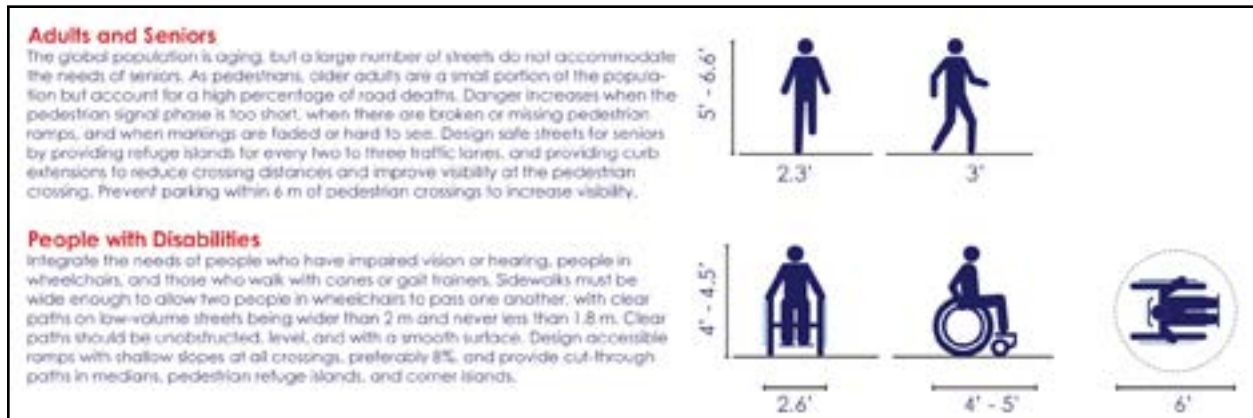 Adults and Seniors
The global population is aging, but a large number of streets do not accommodate
the needs of seniors. As pedestrians, older adults are a small portion of the popula-
tion but account for a high percentage of road deaths. Danger increases when the
pedestrian signal phase is too short, when there are broken or missing pedestrian
ramps, and when markings are faded or hard to see. Design safe streets for seniors
by providing refuge islands for every two to three traffic lanes, and providing curb
extensions to reduce crossing distances and improve visibility at the pedestrian
crossing. Prevent parking within 6 m of pedestrian crossings to increase visibility.
5' - 6.6'
2.3'
3'
People with Disabilities
Integrate the needs of people who have impaired vision or hearing, people in
wheelchairs, and those who walk with canes or gait trainers. Sidewalks must be
wide enough to allow two people in wheelchairs to pass one another, with clear
paths on low-volume streets being wider than 2 m and never less than 1.8 m. Clear
paths should be unobstructed, level, and with a smooth surface. Design accessible
ramps with shallow slopes at all crossings, preferably 8%, and provide cut-through
paths in medians, pedestrian refuge islands, and corner islands.
4' - 4.5'
2.6'
4' - 5'
6'